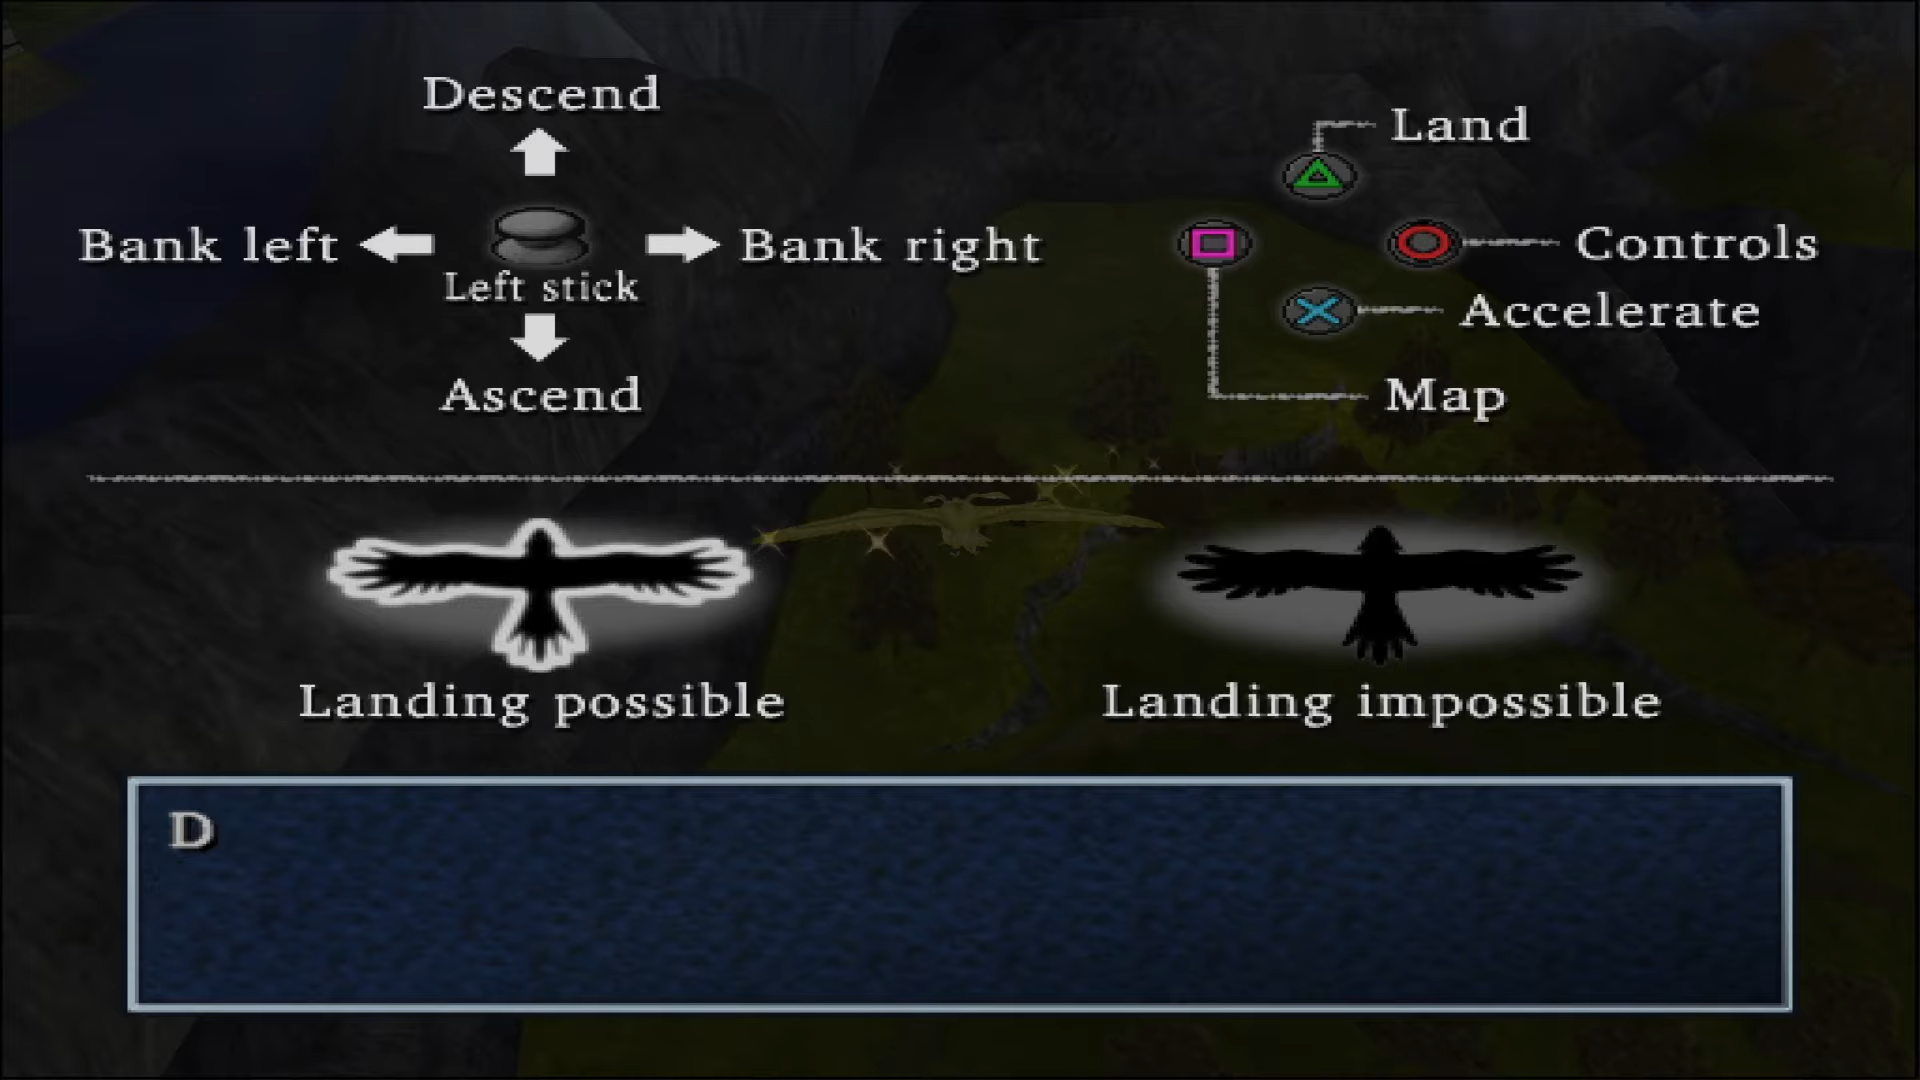 Descend
Land
Bank left
Bank right
Left stick
Controls
Accelerate
Ascend
Map
Landing possible
Landing impossible
D